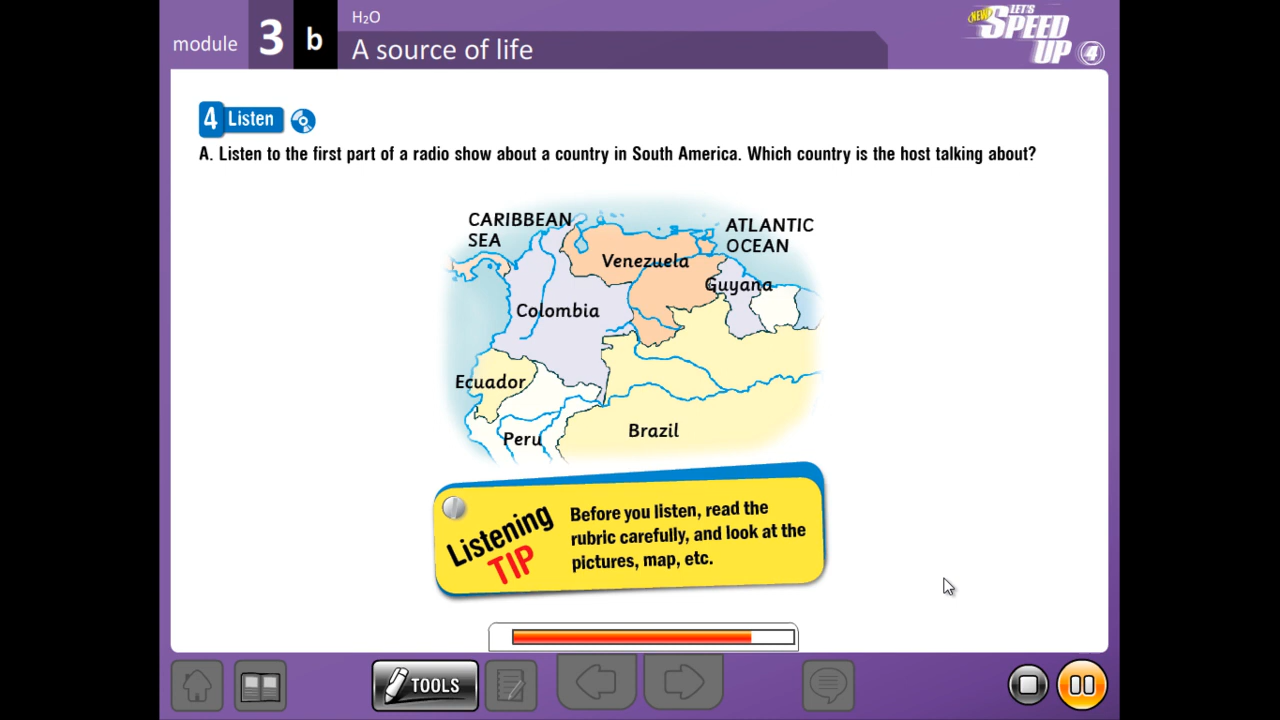 module 3 b
H₂O
A source of life
NEW LET'S
SPEED
UP 4
4 Listen
A. Listen to the first part of a radio show about a country in South America. Which country is the host talking about?
CARIBBEAN
SEA
ATLANTIC
OCEAN
Venezuela
Guyana
Colombia
Ecuador
Peru
Brazil
Listening
TIP
Before you listen, read the
rubric carefully, and look at the
pictures, map, etc.
TOOLS